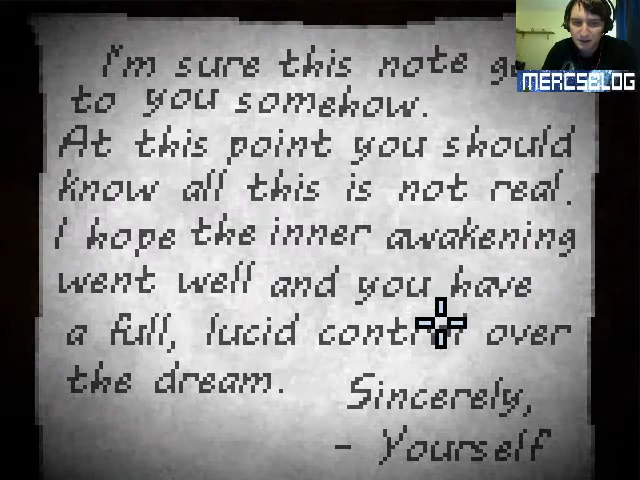 I'm sure this note
to you somehow.
At this point you should
know all this is not real.
I hope the inner awakening
went well and you have
a full, lucid control over
the dream.
Sincerely,
- Yourself
MERCSBLOG